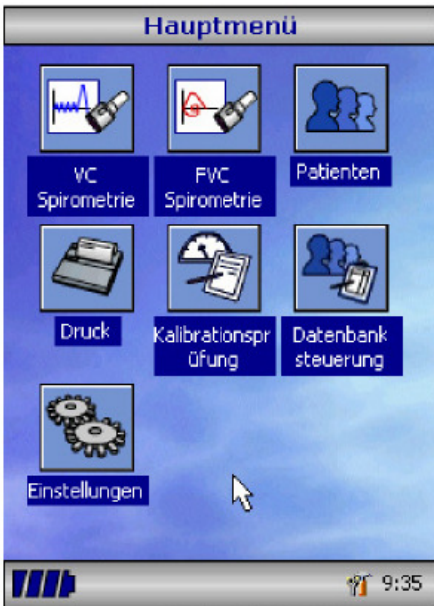 Hauptmenü
VC
Spirometrie
FVC
Spirometrie
Patienten
Druck
Kalibrationspr
üfung
Datenbank
steuerung
Einstellungen
9:35